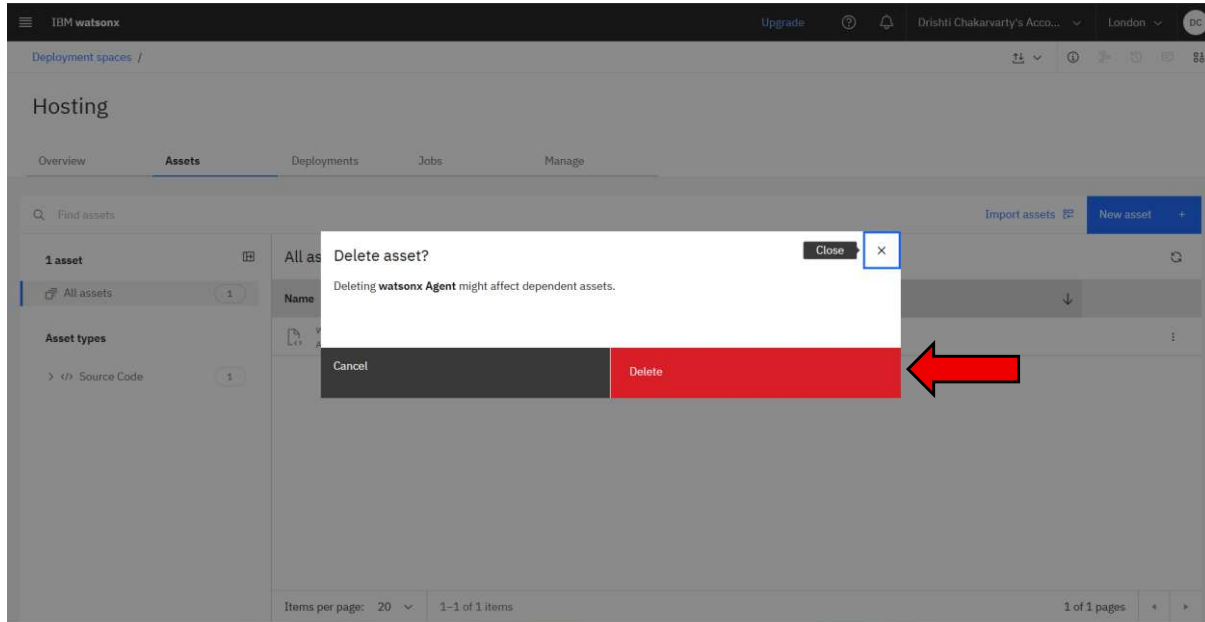 IBM watsonx
Upgrade
Drishti Chakarvarty's Acco...
London
DC
Deployment spaces /
Hosting
Overview
Assets
Deployments
Jobs
Manage
Find assets
Import assets
New asset +
1 asset
All assets
1
Asset types
Source Code
1
All as
Name
Delete asset?
Close
Deleting watsonx Agent might affect dependent assets.
Cancel
Delete
Items per page: 20
1–1 of 1 items
1 of 1 pages